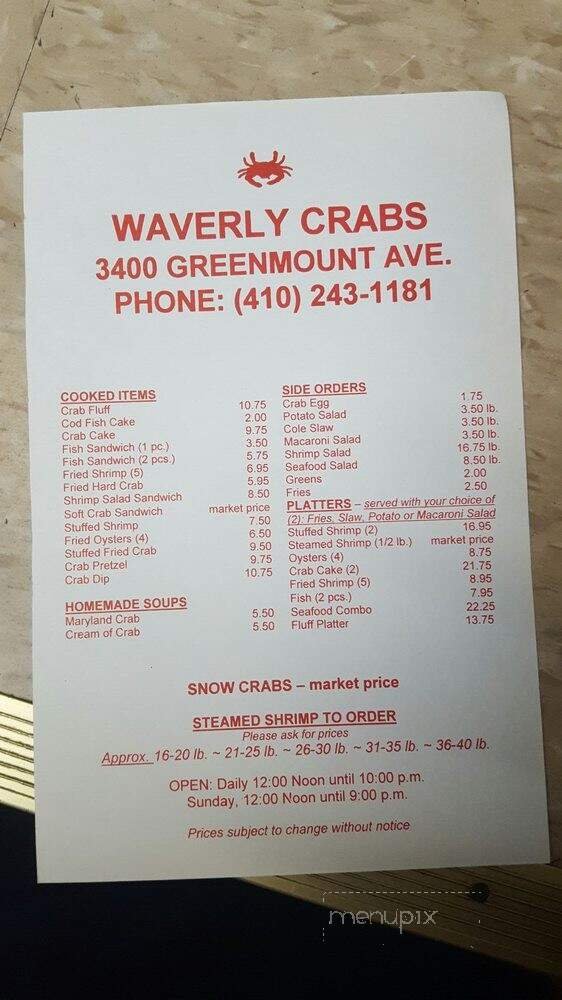 WAVERLY CRABS
3400 GREENMOUNT AVE.
PHONE: (410) 243-1181
COOKED ITEMS
Crab Fluff 10.75
Cod Fish Cake 2.00
Crab Cake 9.75
Fish Sandwich (1 pc.) 3.50
Fish Sandwich (2 pcs.) 5.75
Fried Shrimp (5) 6.95
Fried Hard Crab 5.95
Shrimp Salad Sandwich 8.50
Soft Crab Sandwich market price
Stuffed Shrimp 7.50
Fried Oysters (4) 6.50
Stuffed Fried Crab 9.50
Crab Pretzel 9.75
Crab Dip 10.75
HOMEMADE SOUPS
Maryland Crab 5.50
Cream of Crab 5.50
SIDE ORDERS
Crab Egg 1.75
Potato Salad 3.50 lb.
Cole Slaw 3.50 lb.
Macaroni Salad 3.50 lb.
Shrimp Salad 16.75 lb.
Seafood Salad 8.50 lb.
Greens 2.00
Fries 2.50
PLATTERS – served with your choice of
(2): Fries, Slaw, Potato or Macaroni Salad
Stuffed Shrimp (2) 16.95
Steamed Shrimp (1/2 lb.) market price
Oysters (4) 8.75
Crab Cake (2) 21.75
Fried Shrimp (5) 8.95
Fish (2 pcs.) 7.95
Seafood Combo 22.25
Fluff Platter 13.75
SNOW CRABS – market price
STEAMED SHRIMP TO ORDER
Please ask for prices
Approx. 16-20 lb. ~ 21-25 lb. ~ 26-30 lb. ~ 31-35 lb. ~ 36-40 lb.
OPEN: Daily 12:00 Noon until 10:00 p.m.
Sunday, 12:00 Noon until 9:00 p.m.
Prices subject to change without notice
menupix